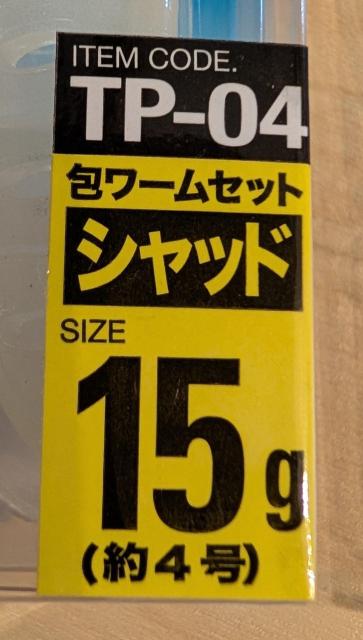 ITEM CODE.
TP-04
包ワームセット
シャッド
SIZE
15g
(約4号)